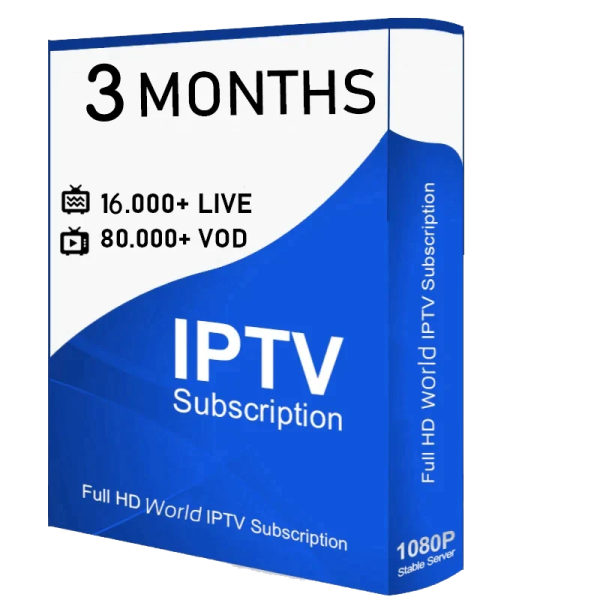 3 MONTHS
16.000+ LIVE
80.000+ VOD
IPTV
Subscription
Full HD World IPTV Subscription
Full HD World IPTV Subscription
1080P
Stable Server